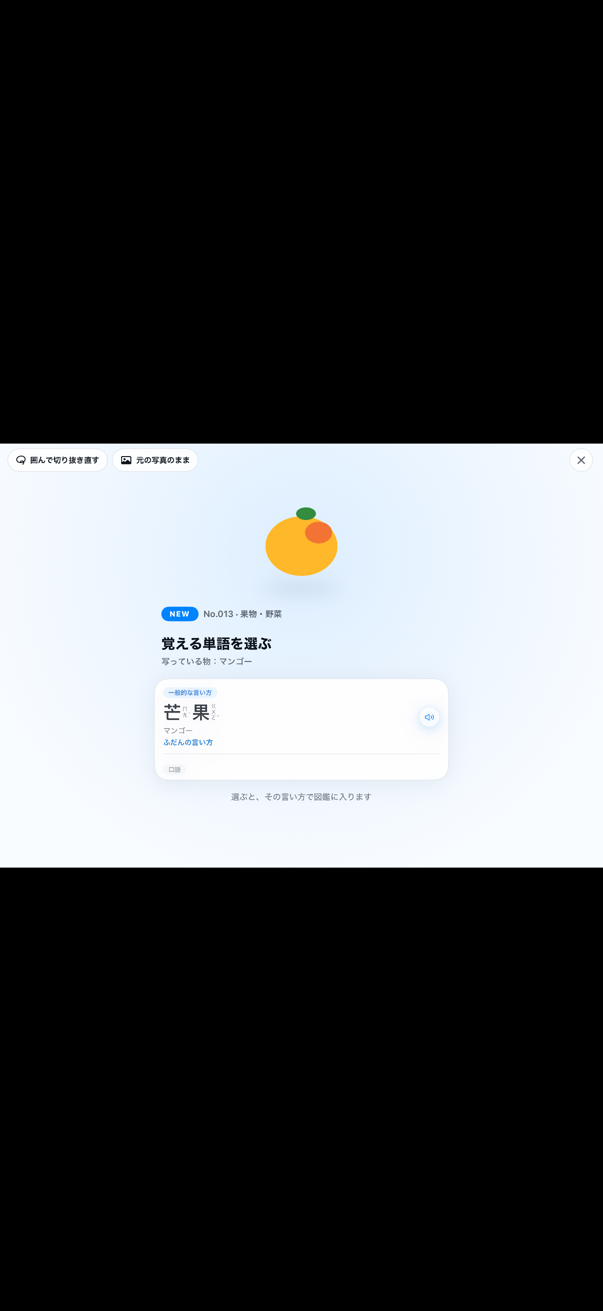 囲んで切り抜き直す
元の写真のまま
NEW
No.013 · 果物・野菜
覚える単語を選ぶ
写っている物：マンゴー
一般的な言い方
芒果
マンゴー
ふだんの言い方
口語
選ぶと、その言い方で図鑑に入ります